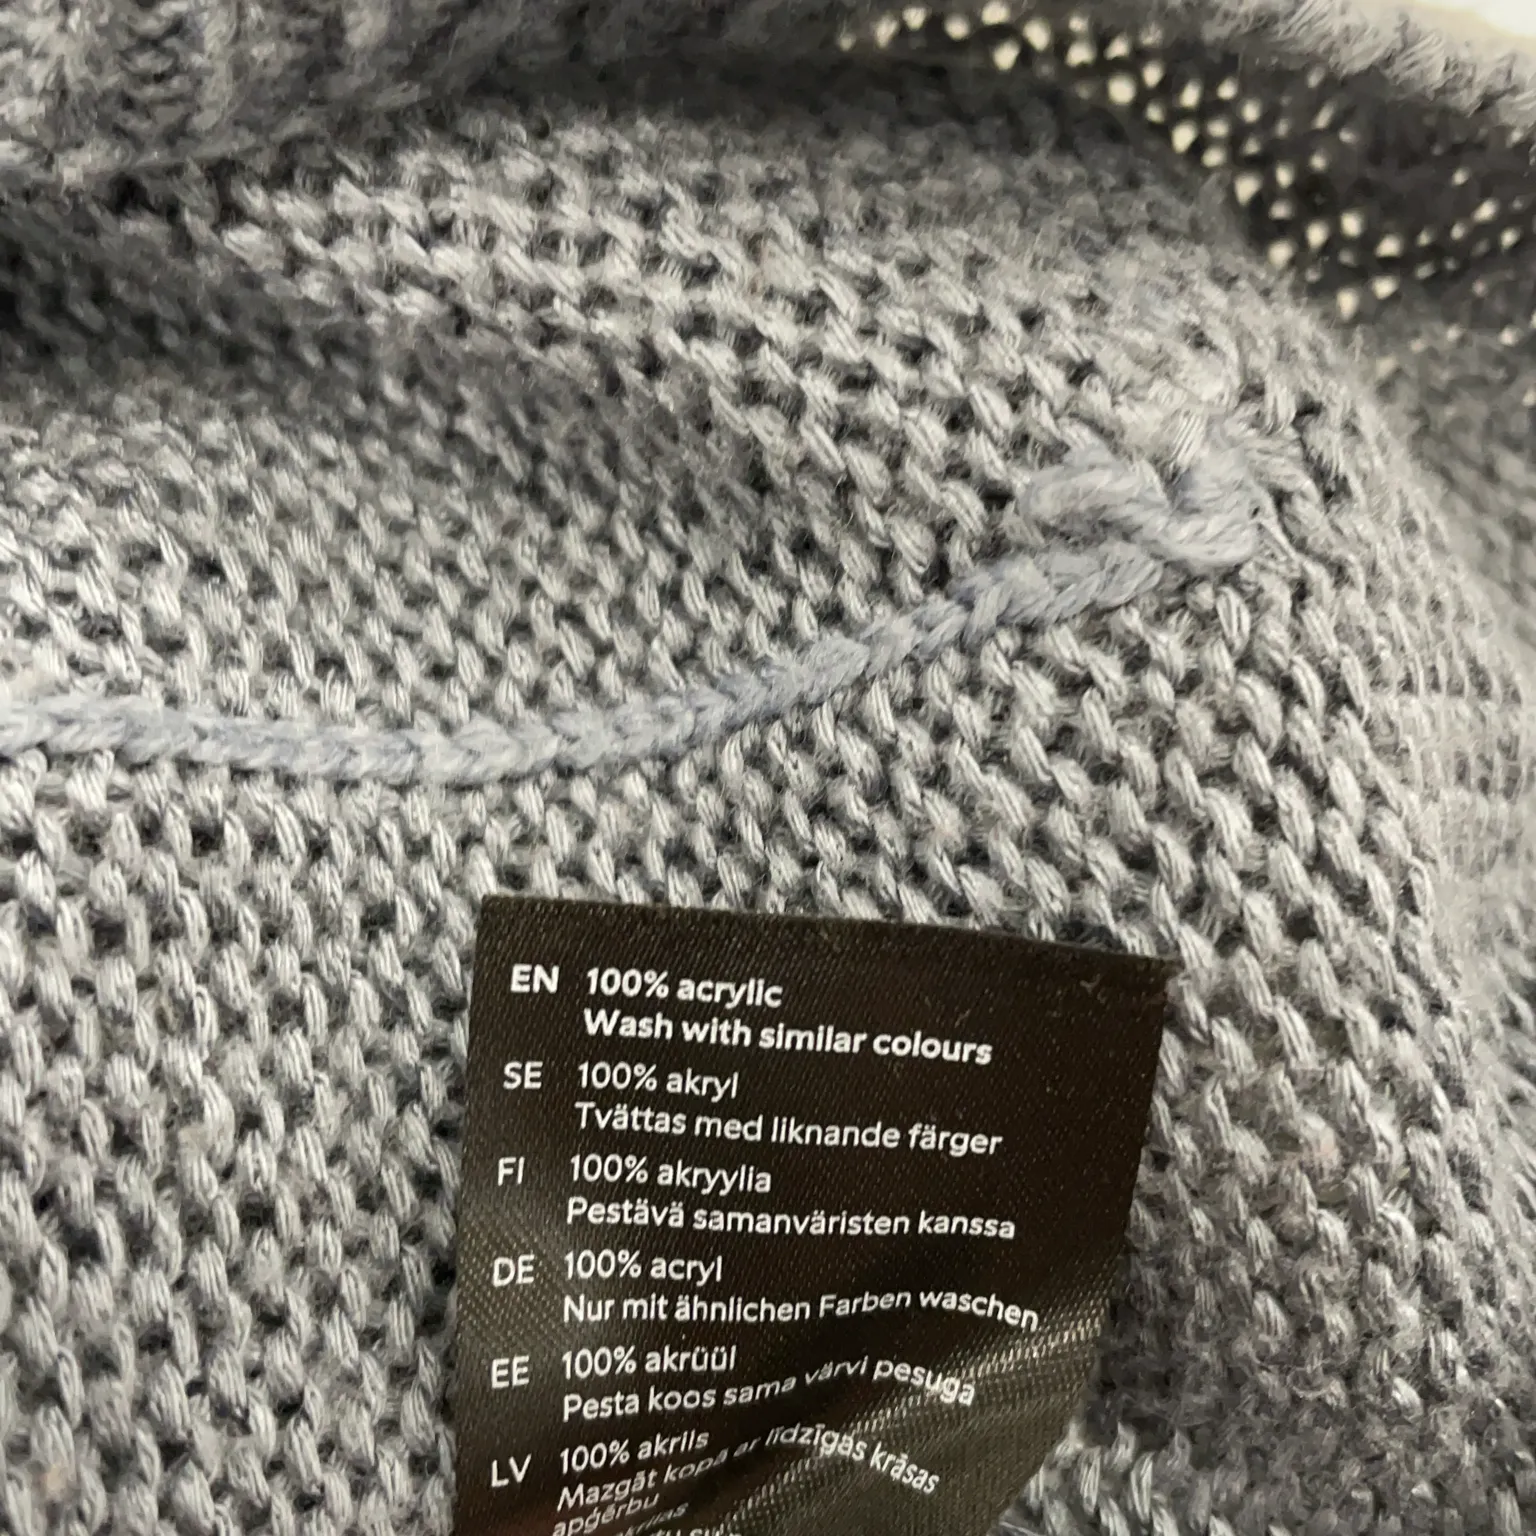 EN 100% acrylic
Wash with similar colours
SE 100% akryl
Tvättas med liknande färger
FI 100% akryylia
Pestävä samanväristen kanssa
DE 100% acryl
Nur mit ähnlichen Farben waschen
EE 100% akrüül
Pesta koos sama värvi pesuga
LV 100% akrils
Mazgāt kopā ar līdzīgās krāsas
apģērbu